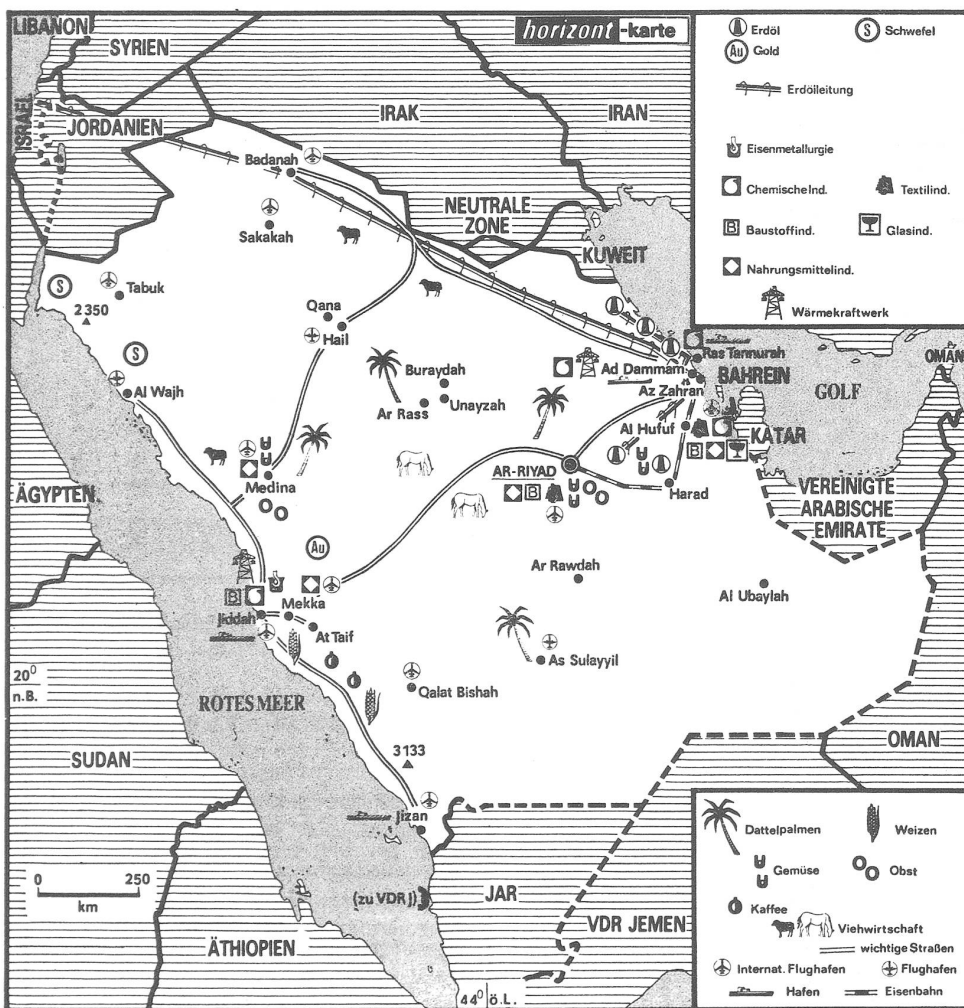 horizont -karte
LIBANON
SYRIEN
ISRAEL
JORDANIEN
IRAK
IRAN
Badanah
Sakakah
NEUTRALE
ZONE
KUWEIT
S
Tabuk
2350
Qana
Hail
S
Al Wajh
Buraydah
Unayzah
Ar Rass
Ad Dammam
Ras Tannurah
BAHREIN
Az Zahran
GOLF
OMAN
Al Hufuf
KATAR
B
AR-RIYAD
B
Harad
VEREINIGTE
ARABISCHE
EMIRATE
Medina
ÄGYPTEN
Au
Ar Rawdah
Al Ubaylah
B
Jiddah
Mekka
At Taif
As Sulayyil
Qalat Bishah
20⁰
n.B.
ROTES MEER
SUDAN
3133
OMAN
Jizan
0 250
km
(zu VDR J)
JAR
VDR JEMEN
ÄTHIOPIEN
44⁰ ö.L.
Erdöl
S Schwefel
Au Gold
Erdölleitung
Eisenmetallurgie
Chemische Ind.
Textilind.
B Baustoffind.
Glasind.
Nahrungsmittelind.
Wärmekraftwerk
Dattelpalmen
Weizen
Gemüse
Obst
Kaffee
Viehwirtschaft
wichtige Straßen
Internat. Flughafen
Flughafen
Hafen
Eisenbahn